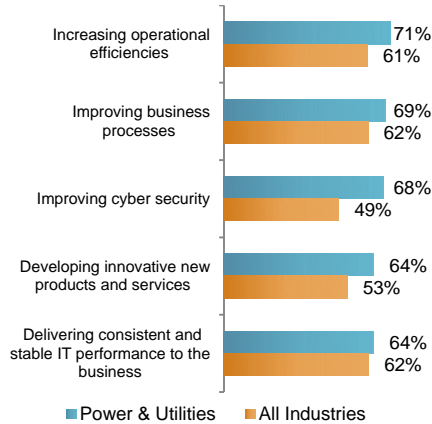 Increasing operational
efficiencies
71%
61%
Improving business
processes
69%
62%
Improving cyber security
68%
49%
Developing innovative new
products and services
64%
53%
Delivering consistent and
stable IT performance to the
business
64%
62%
Power & Utilities
All Industries